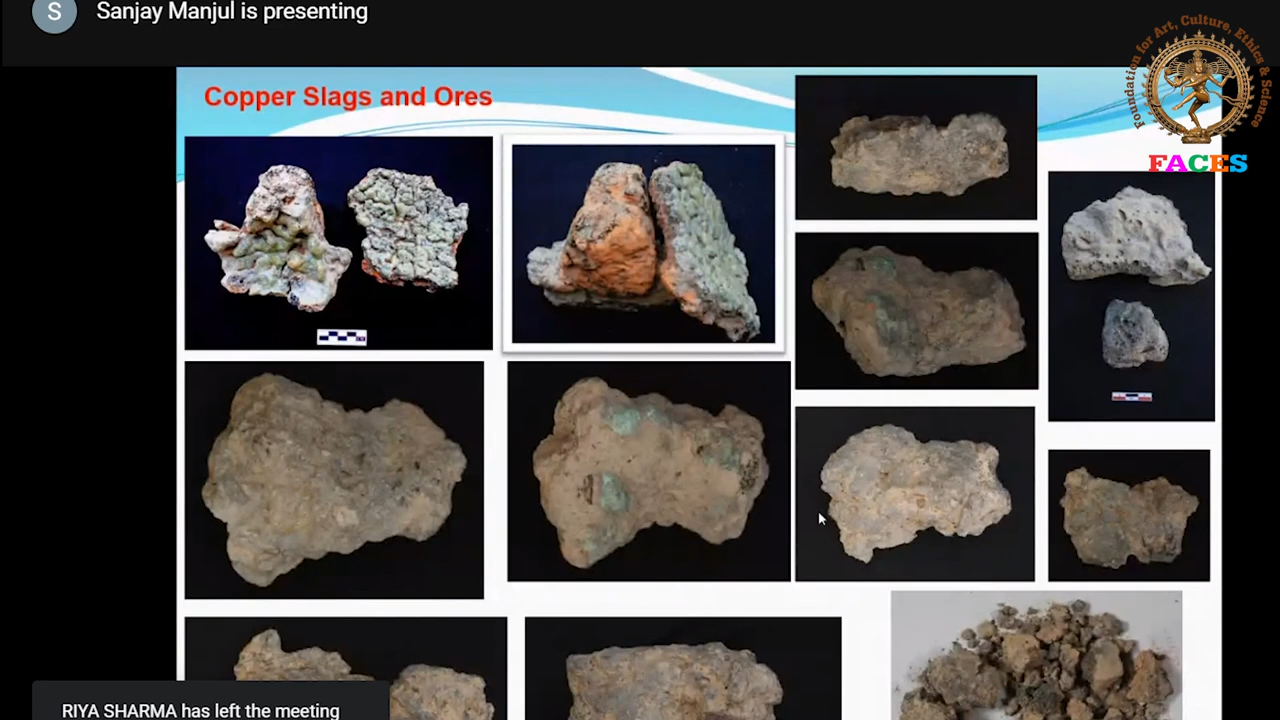 S
Sanjay Manjul is presenting
Copper Slags and Ores
Foundation for Art, Culture, Ethics & Science
FACES
RIYA SHARMA has left the meeting